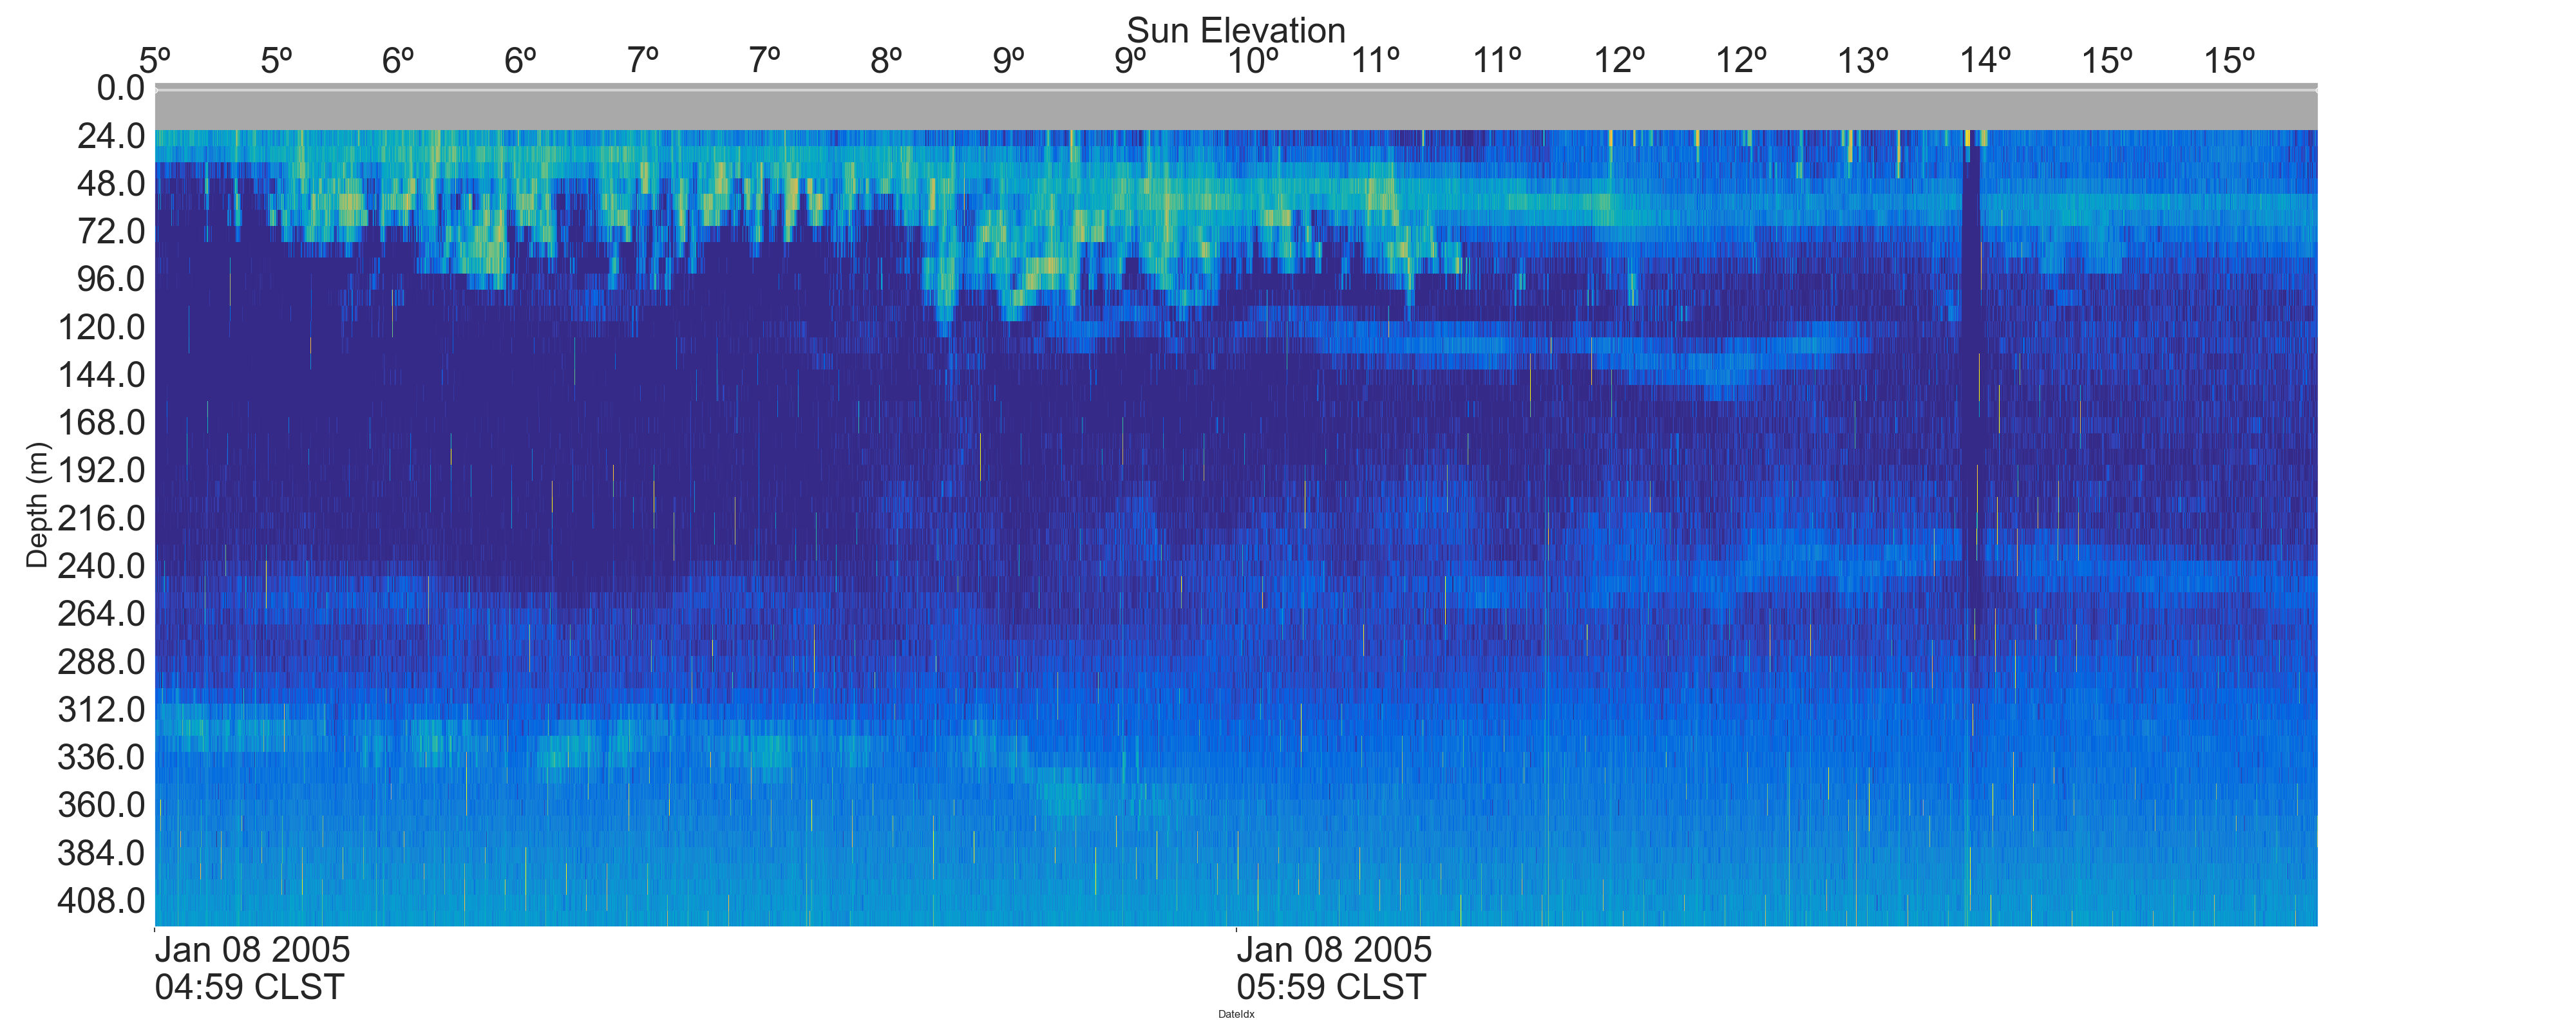 Sun Elevation
5º 5º 6º 6º 7º 7º 8º 9º 9º 10º 11º 11º 12º 12º 13º 14º 15º 15º
0.0
24.0
48.0
72.0
96.0
120.0
144.0
168.0
192.0
216.0
240.0
264.0
288.0
312.0
336.0
360.0
384.0
408.0
Depth (m)
Jan 08 2005
04:59 CLST
Jan 08 2005
05:59 CLST
DateIdx